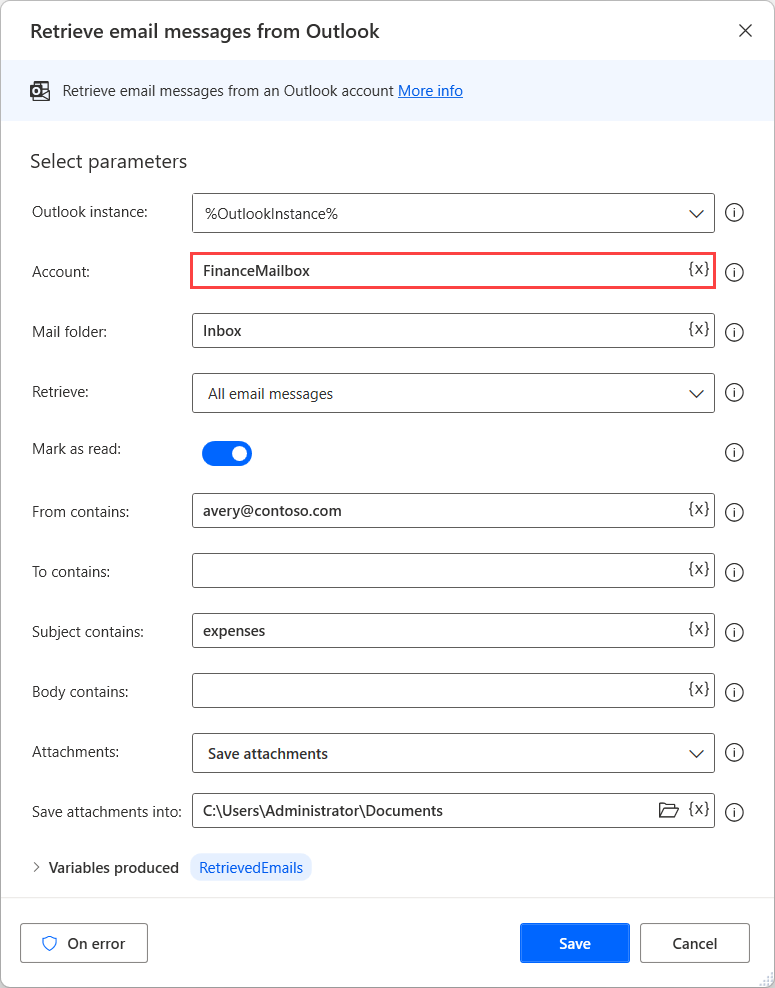 Retrieve email messages from Outlook
Retrieve email messages from an Outlook account More info
Select parameters
Outlook instance: %OutlookInstance%
Account: FinanceMailbox {x}
Mail folder: Inbox {x}
Retrieve: All email messages
Mark as read:
From contains: avery@contoso.com {x}
To contains: {x}
Subject contains: expenses {x}
Body contains: {x}
Attachments: Save attachments
Save attachments into: C:\Users\Administrator\Documents {x}
Variables produced RetrievedEmails
On error Save Cancel